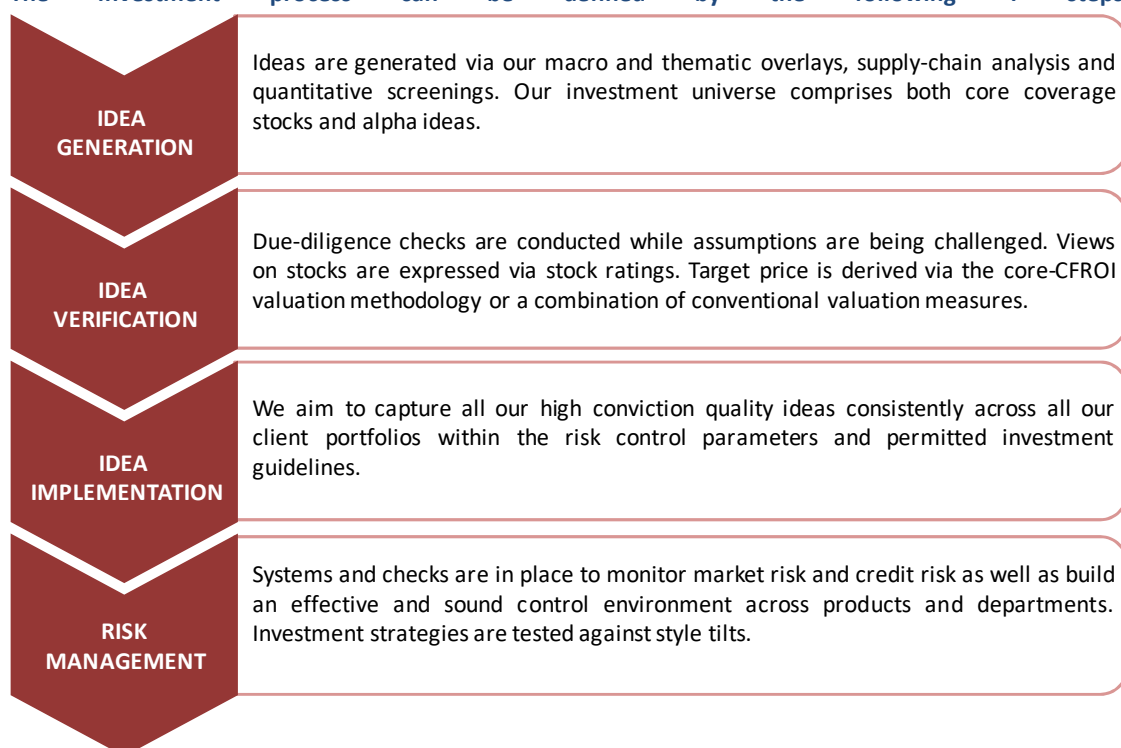 The investment process can be defined by the following 4 steps
IDEA
GENERATION
Ideas are generated via our macro and thematic overlays, supply-chain analysis and
quantitative screenings. Our investment universe comprises both core coverage
stocks and alpha ideas.
IDEA
VERIFICATION
Due-diligence checks are conducted while assumptions are being challenged. Views
on stocks are expressed via stock ratings. Target price is derived via the core-CFROI
valuation methodology or a combination of conventional valuation measures.
IDEA
IMPLEMENTATION
We aim to capture all our high conviction quality ideas consistently across all our
client portfolios within the risk control parameters and permitted investment
guidelines.
RISK
MANAGEMENT
Systems and checks are in place to monitor market risk and credit risk as well as build
an effective and sound control environment across products and departments.
Investment strategies are tested against style tilts.